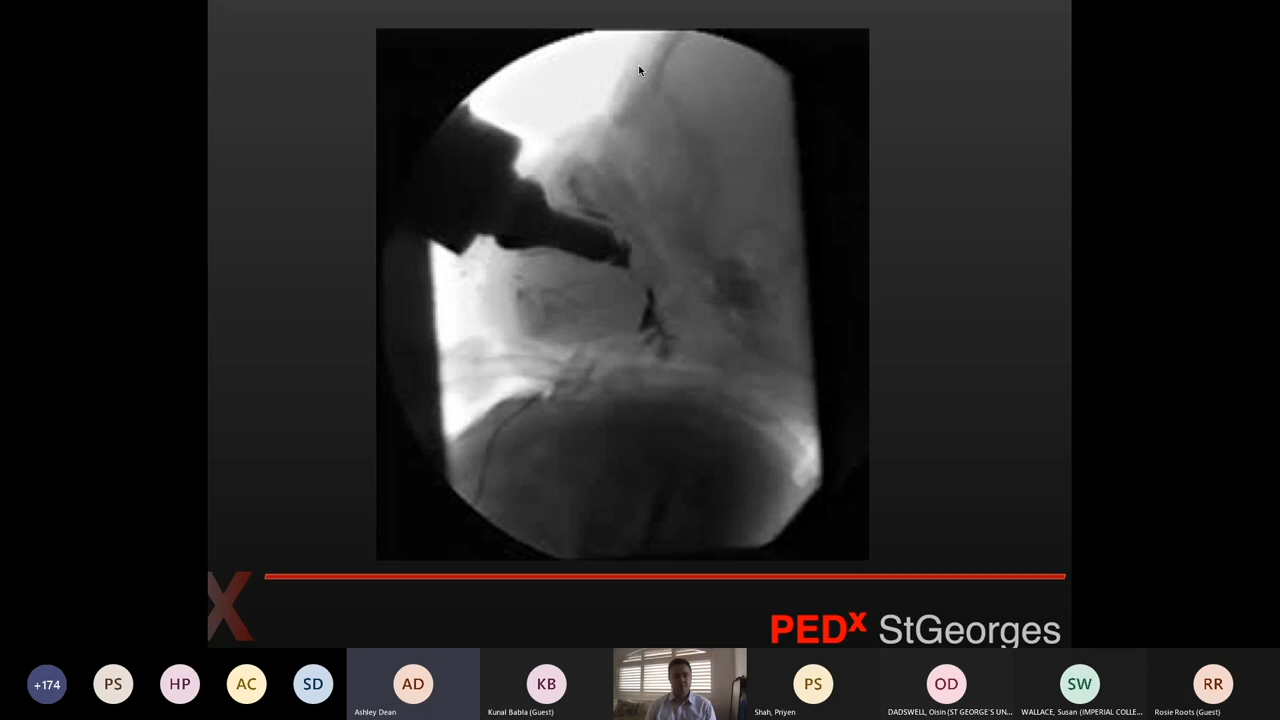 X
PEDx StGeorges
+174
PS
HP
AC
SD
AD
KB
PS
OD
SW
RR
Ashley Dean
Kunal Babla (Guest)
Shah, Priyen
DADSWELL, Oisin (ST GEORGE'S UN...
WALLACE, Susan (IMPERIAL COLLE...
Rosie Roots (Guest)